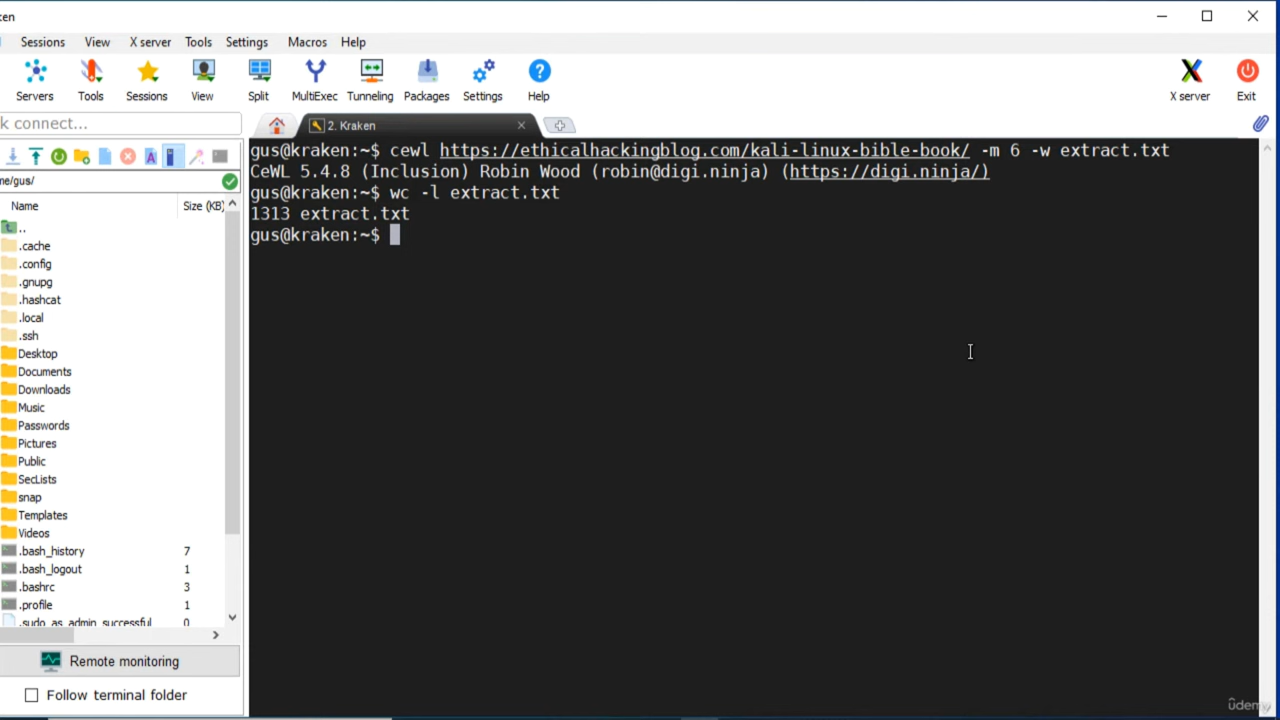 ken
Sessions View X server Tools Settings Macros Help
Servers Tools Sessions View Split MultiExec Tunneling Packages Settings Help X server Exit
k connect...
2. Kraken
me/gus/
Name Size (KB)
..
.cache
.config
.gnupg
.hashcat
.local
.ssh
Desktop
Documents
Downloads
Music
Passwords
Pictures
Public
SecLists
snap
Templates
Videos
.bash_history 7
.bash_logout 1
.bashrc 3
.profile 1
.sudo_as_admin_successful 0
Remote monitoring
Follow terminal folder
gus@kraken:~$ cewl https://ethicalhackingblog.com/kali-linux-bible-book/ -m 6 -w extract.txt
CeWL 5.4.8 (Inclusion) Robin Wood (robin@digi.ninja) (https://digi.ninja/)
gus@kraken:~$ wc -l extract.txt
1313 extract.txt
gus@kraken:~$
ûdemy